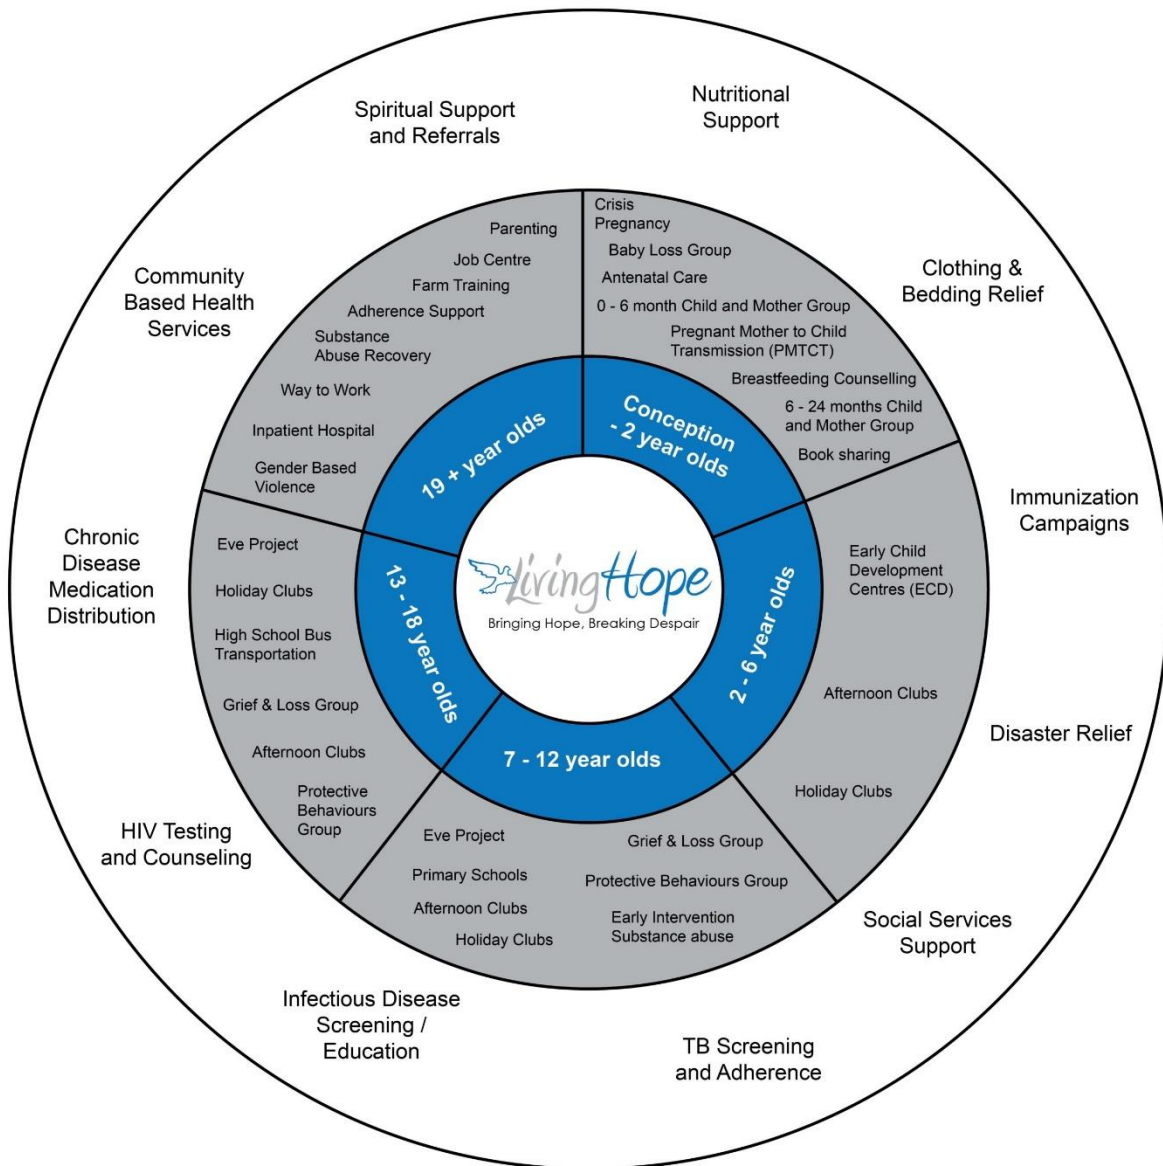 Spiritual Support
and Referrals
Nutritional
Support
Clothing &
Bedding Relief
Immunization
Campaigns
Disaster Relief
Social Services
Support
TB Screening
and Adherence
Infectious Disease
Screening /
Education
HIV Testing
and Counseling
Chronic
Disease
Medication
Distribution
Community
Based Health
Services
Crisis
Pregnancy
Baby Loss Group
Antenatal Care
0 - 6 month Child and Mother Group
Pregnant Mother to Child
Transmission (PMTCT)
Breastfeeding Counselling
6 - 24 months Child
and Mother Group
Book sharing
Early Child
Development
Centres (ECD)
Afternoon Clubs
Holiday Clubs
Grief & Loss Group
Protective Behaviours Group
Early Intervention
Substance abuse
Eve Project
Primary Schools
Afternoon Clubs
Holiday Clubs
Eve Project
Holiday Clubs
High School Bus
Transportation
Grief & Loss Group
Afternoon Clubs
Protective
Behaviours
Group
Parenting
Job Centre
Farm Training
Adherence Support
Substance
Abuse Recovery
Way to Work
Inpatient Hospital
Gender Based
Violence
Conception
- 2 year olds
2 - 6 year olds
7 - 12 year olds
13 - 18 year olds
19 + year olds
LivingHope
Bringing Hope, Breaking Despair